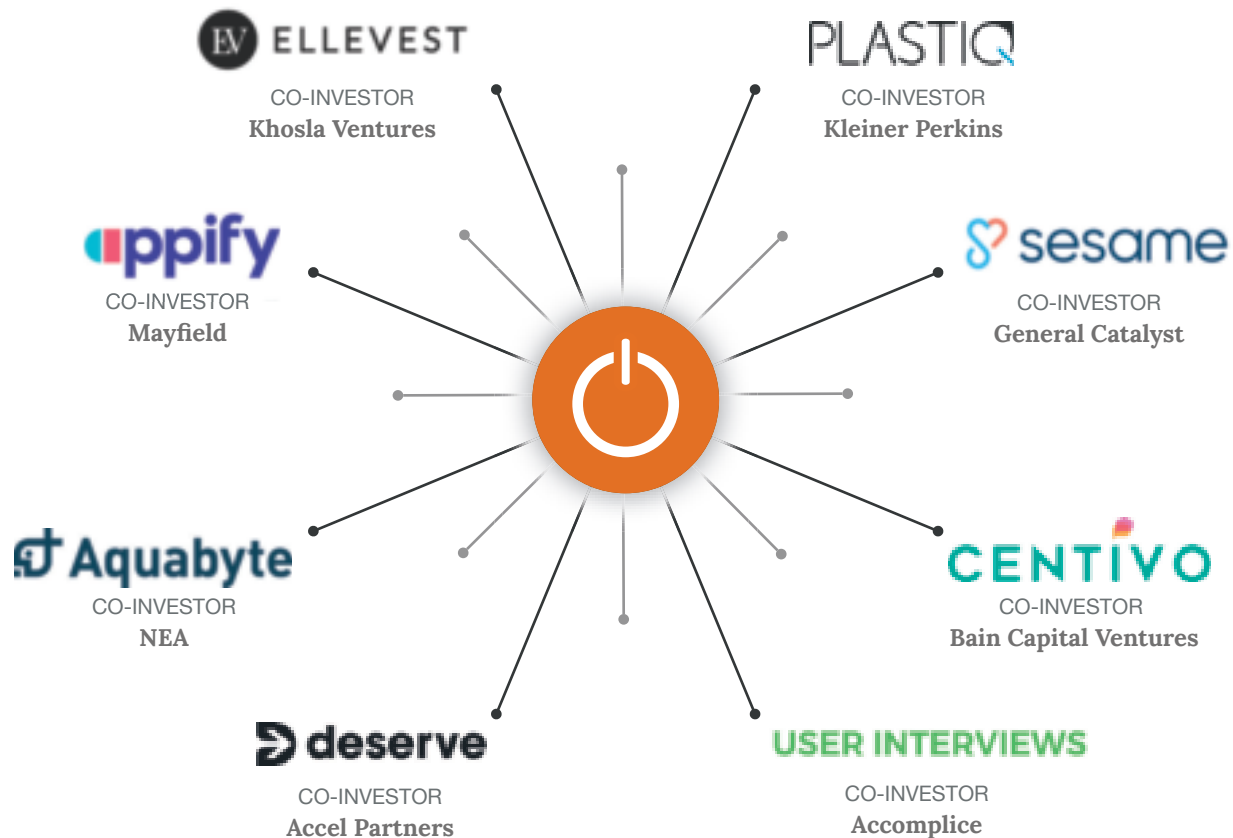 EV ELLEVEST
CO-INVESTOR
Khosla Ventures
PLASTIQ
CO-INVESTOR
Kleiner Perkins
appify
CO-INVESTOR
Mayfield
sesame
CO-INVESTOR
General Catalyst
Aquabyte
CO-INVESTOR
NEA
CENTIVO
CO-INVESTOR
Bain Capital Ventures
deserve
CO-INVESTOR
Accel Partners
USER INTERVIEWS
CO-INVESTOR
Accomplice